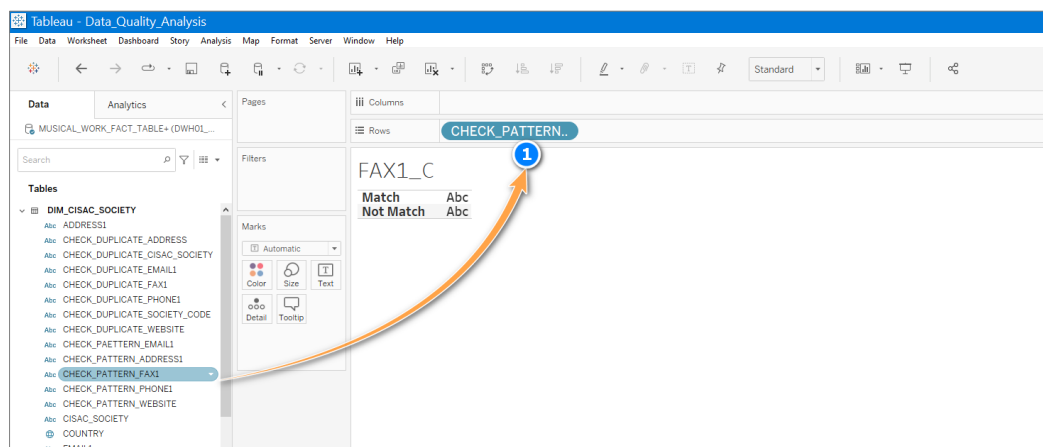 Tableau - Data_Quality_Analysis
File Data Worksheet Dashboard Story Analysis Map Format Server Window Help
Standard
Data Analytics
MUSICAL_WORK_FACT_TABLE+ (DWH01_...
Search
Tables
DIM_CISAC_SOCIETY
Abc ADDRESS1
Abc CHECK_DUPLICATE_ADDRESS
Abc CHECK_DUPLICATE_CISAC_SOCIETY
Abc CHECK_DUPLICATE_EMAIL1
Abc CHECK_DUPLICATE_FAX1
Abc CHECK_DUPLICATE_PHONE1
Abc CHECK_DUPLICATE_SOCIETY_CODE
Abc CHECK_DUPLICATE_WEBSITE
Abc CHECK_PAETTERN_EMAIL1
Abc CHECK_PATTERN_ADDRESS1
Abc CHECK_PATTERN_FAX1
Abc CHECK_PATTERN_PHONE1
Abc CHECK_PATTERN_WEBSITE
Abc CISAC_SOCIETY
COUNTRY
Pages
Filters
Marks
T Automatic
Color Size Text
Detail Tooltip
iii Columns
Rows CHECK_PATTERN..
1
FAX1_C
Match Abc
Not Match Abc